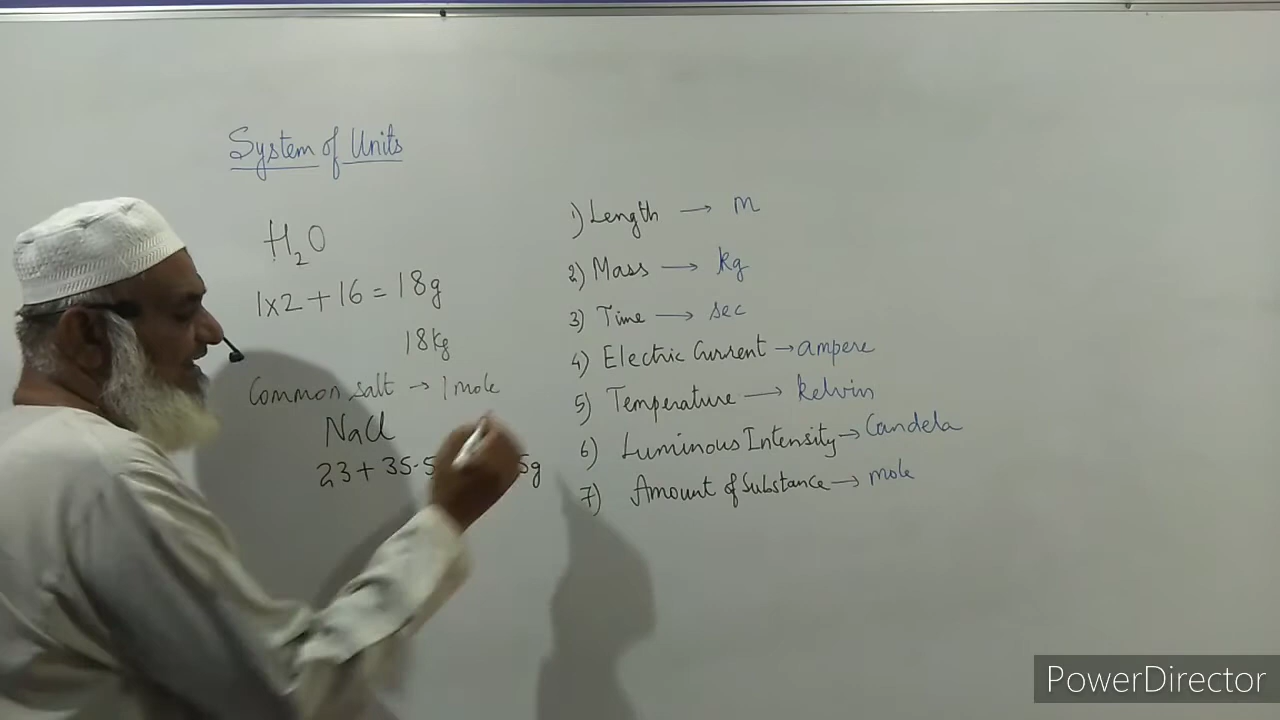 System of Units
H₂O
1x2 + 16 = 18g
18kg
Common salt → 1 mole
NaCl
23 + 35.5
5g
1) Length → m
2) Mass → kg
3) Time → sec
4) Electric Current → ampere
5) Temperature → kelvin
6) Luminous Intensity → Candela
7) Amount of Substance → mole
PowerDirector